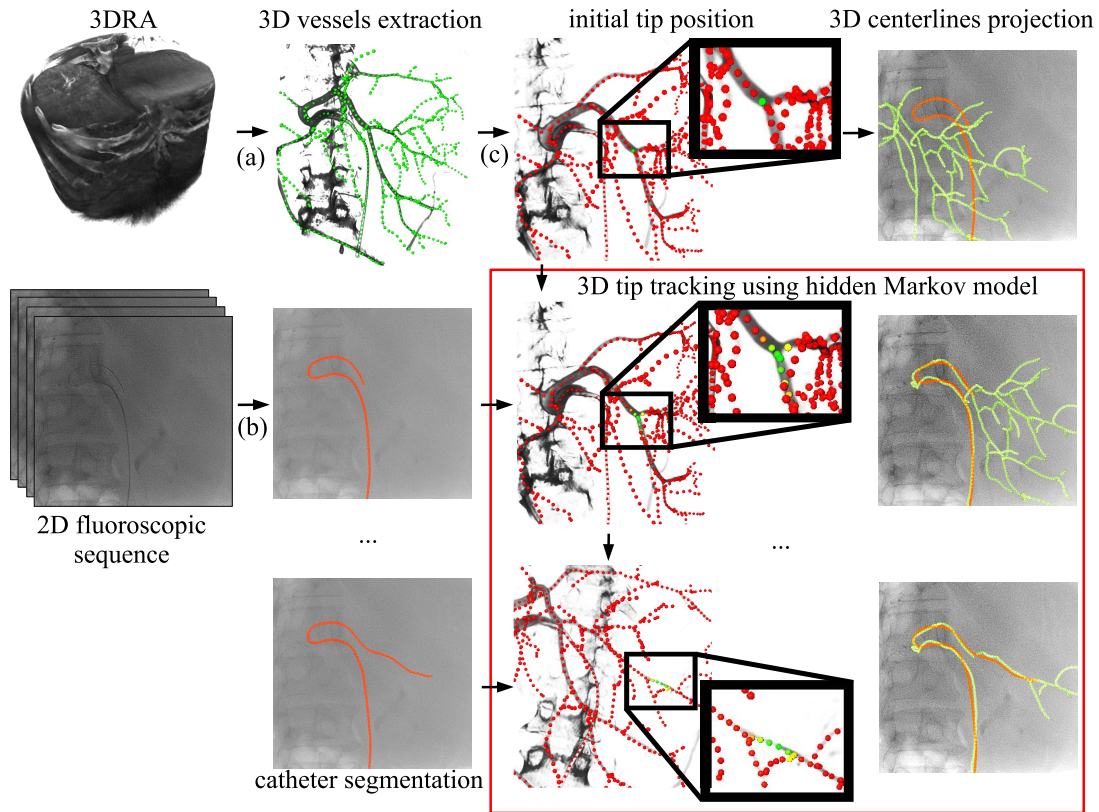 3DRA
3D vessels extraction
initial tip position
3D centerlines projection
(a)
(c)
3D tip tracking using hidden Markov model
(b)
2D fluoroscopic
sequence
...
...
catheter segmentation